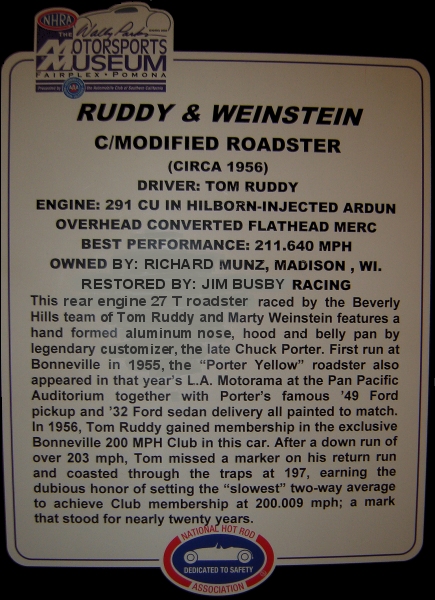 NHRA
Wally Parks
THE
MOTORSPORTS
MUSEUM
FAIRPLEX • POMONA
Presented by the Automobile Club of Southern California
RUDDY & WEINSTEIN
C/MODIFIED ROADSTER
(CIRCA 1956)
DRIVER: TOM RUDDY
ENGINE: 291 CU IN HILBORN-INJECTED ARDUN
OVERHEAD CONVERTED FLATHEAD MERC
BEST PERFORMANCE: 211.640 MPH
OWNED BY: RICHARD MUNZ, MADISON , WI.
RESTORED BY: JIM BUSBY RACING
This rear engine 27 T roadster raced by the Beverly
Hills team of Tom Ruddy and Marty Weinstein features a
hand formed aluminum nose, hood and belly pan by
legendary customizer, the late Chuck Porter. First run at
Bonneville in 1955, the “Porter Yellow” roadster also
appeared in that year's L.A. Motorama at the Pan Pacific
Auditorium together with Porter's famous '49 Ford
pickup and '32 Ford sedan delivery all painted to match.
In 1956, Tom Ruddy gained membership in the exclusive
Bonneville 200 MPH Club in this car. After a down run of
over 203 mph, Tom missed a marker on his return run
and coasted through the traps at 197, earning the
dubious honor of setting the “slowest” two-way average
to achieve Club membership at 200.009 mph; a mark
that stood for nearly twenty years.
NATIONAL HOT ROD
DEDICATED TO SAFETY
ASSOCIATION